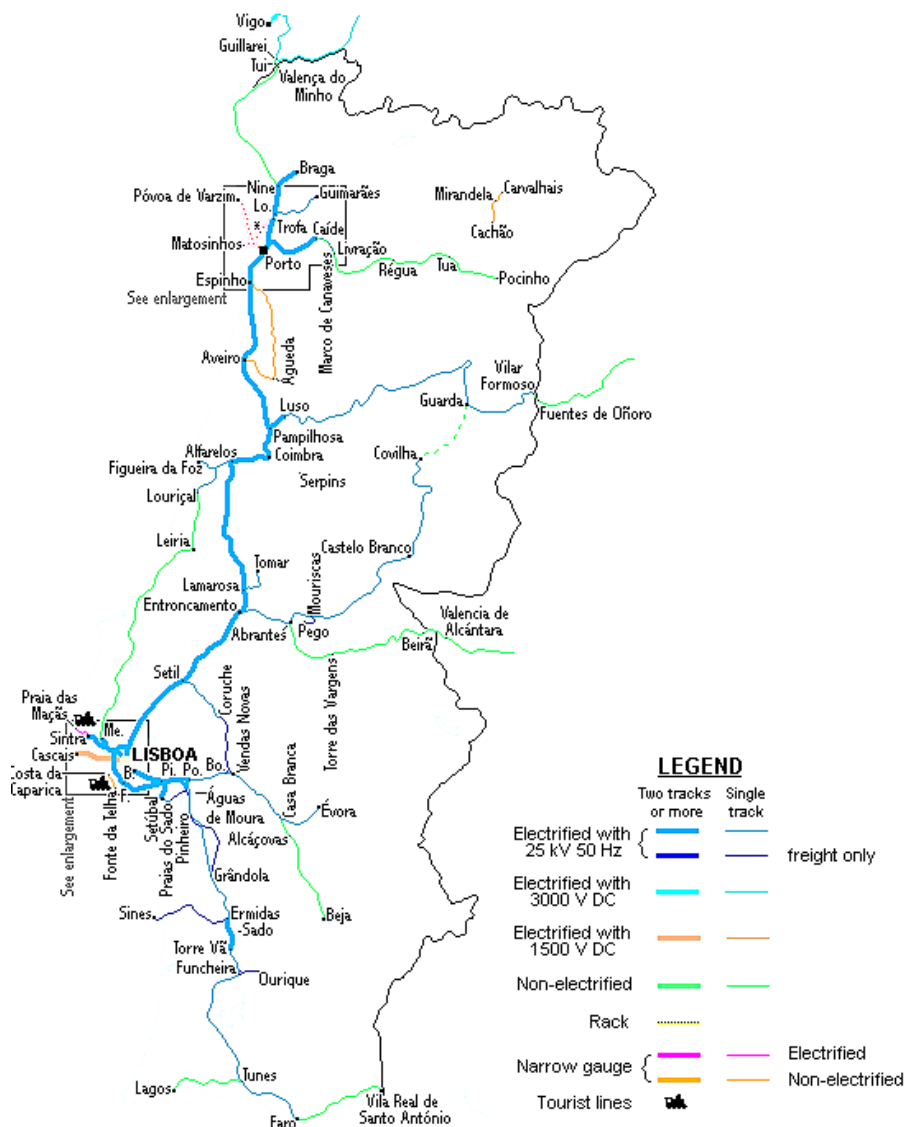 Vigo
Guillarei
Tui
Valença do
Minho
Braga
Nine
Guimarães
Póvoa de Varzim
Lo.
*
Trofa
Caíde
Matosinhos
Livração
Porto
Mirandela
Carvalhais
Cachão
Espinho
Régua
Tua
Pocinho
See enlargement
Marco de Canaveses
Aveiro
Águeda
Vilar
Formoso
Luso
Guarda
Fuentes de Oñoro
Pampilhosa
Alfarelos
Coimbra
Covilha
Figueira da Foz
Serpins
Louriçal
Leiria
Tomar
Castelo Branco
Lamarosa
Mouriscas
Entroncamento
Abrantes
Pego
Valencia de
Alcántara
Beirã
Torre das Vargens
Setil
Coruche
Vendas Novas
Praia das
Maçãs
Me.
Sintra
LISBOA
Cascais
B.
Pi.
Po.
Bo.
Casa Branca
Costa da
Caparica
F.
See enlargement
Fonte da Telha
Setúbal
Praias do Sado
Pinheiro
Águas
de Moura
Évora
Alcáçovas
Grândola
Sines
Ermidas
-Sado
Beja
Torre Vã
Funcheira
Ourique
Lagos
Tunes
Faro
Vila Real de
Santo António
LEGEND
Two tracks
or more
Single
track
Electrified with
25 kV 50 Hz
freight only
Electrified with
3000 V DC
Electrified with
1500 V DC
Non-electrified
Rack
Narrow gauge
Electrified
Non-electrified
Tourist lines